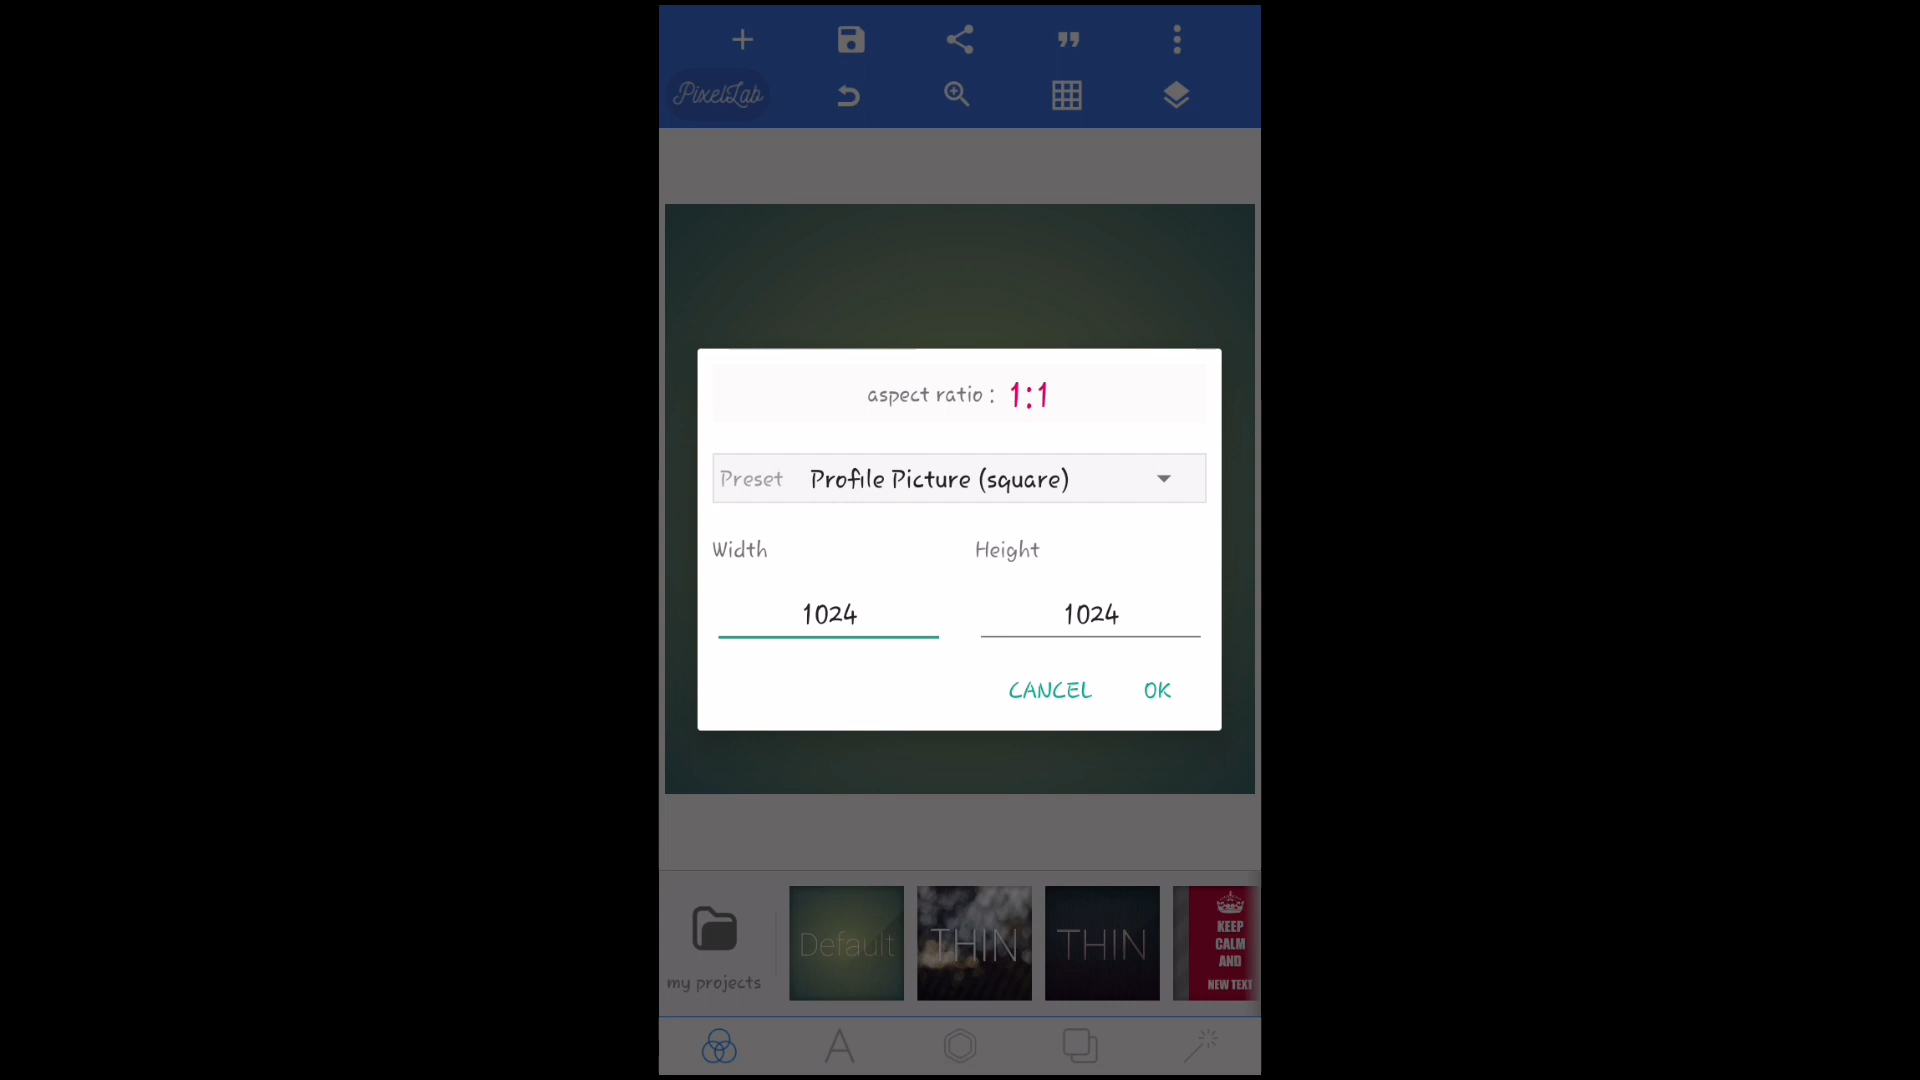 PixelLab
aspect ratio : 1:1
Preset Profile Picture (square)
Width Height
1024 1024
CANCEL OK
my projects
Default
THIN
THIN
KEEP
CALM
AND
NEW TEXT
A